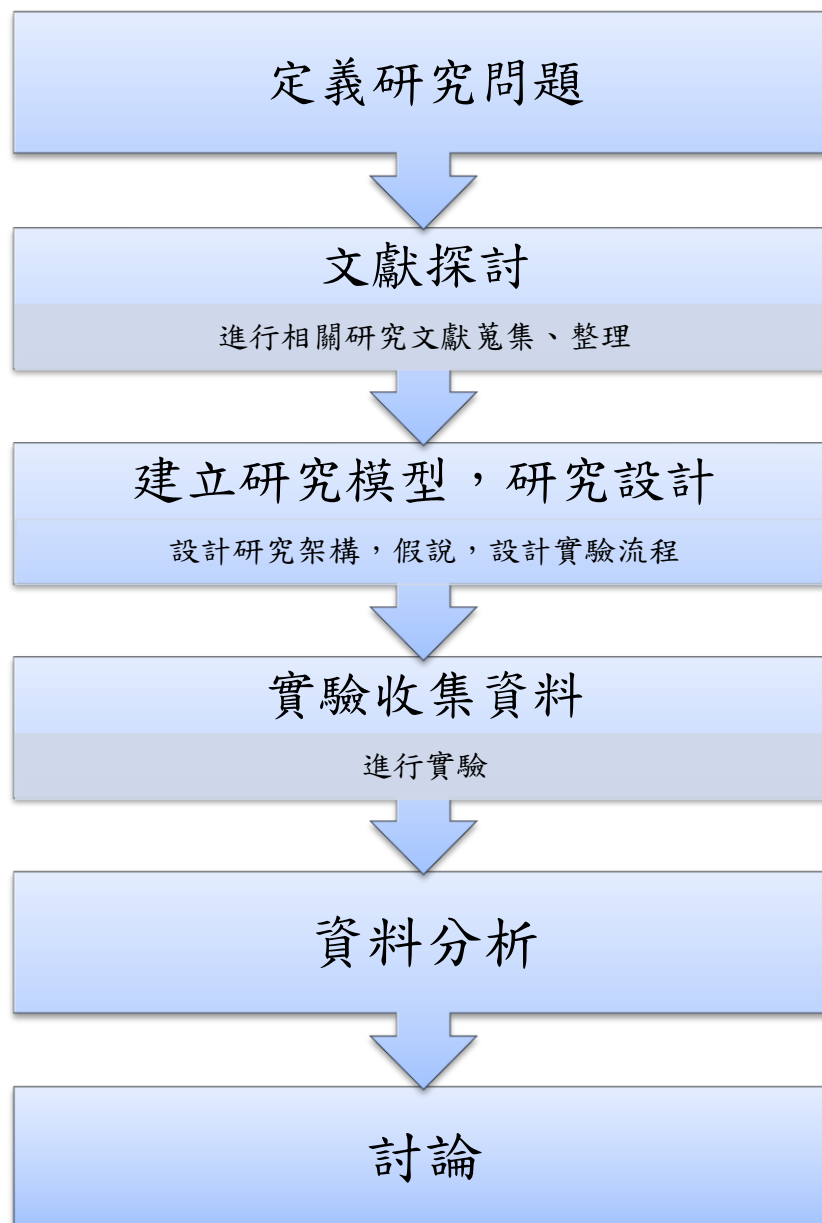 定義研究問題
文獻探討
進行相關研究文獻蒐集、整理
建立研究模型，研究設計
設計研究架構，假說，設計實驗流程
實驗收集資料
進行實驗
資料分析
討論